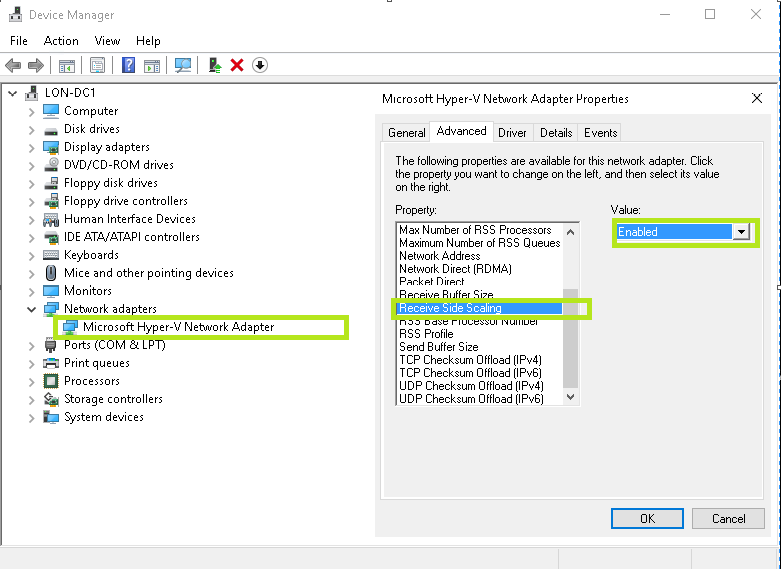 Device Manager
File Action View Help
LON-DC1
Computer
Disk drives
Display adapters
DVD/CD-ROM drives
Floppy disk drives
Floppy drive controllers
Human Interface Devices
IDE ATA/ATAPI controllers
Keyboards
Mice and other pointing devices
Monitors
Network adapters
Microsoft Hyper-V Network Adapter
Ports (COM & LPT)
Print queues
Processors
Storage controllers
System devices
Microsoft Hyper-V Network Adapter Properties
General Advanced Driver Details Events
The following properties are available for this network adapter. Click
the property you want to change on the left, and then select its value
on the right.
Property:
Max Number of RSS Processors
Maximum Number of RSS Queues
Network Address
Network Direct (RDMA)
Packet Direct
Receive Buffer Size
Receive Side Scaling
RSS Base Processor Number
RSS Profile
Send Buffer Size
TCP Checksum Offload (IPv4)
TCP Checksum Offload (IPv6)
UDP Checksum Offload (IPv4)
UDP Checksum Offload (IPv6)
Value:
Enabled
OK Cancel